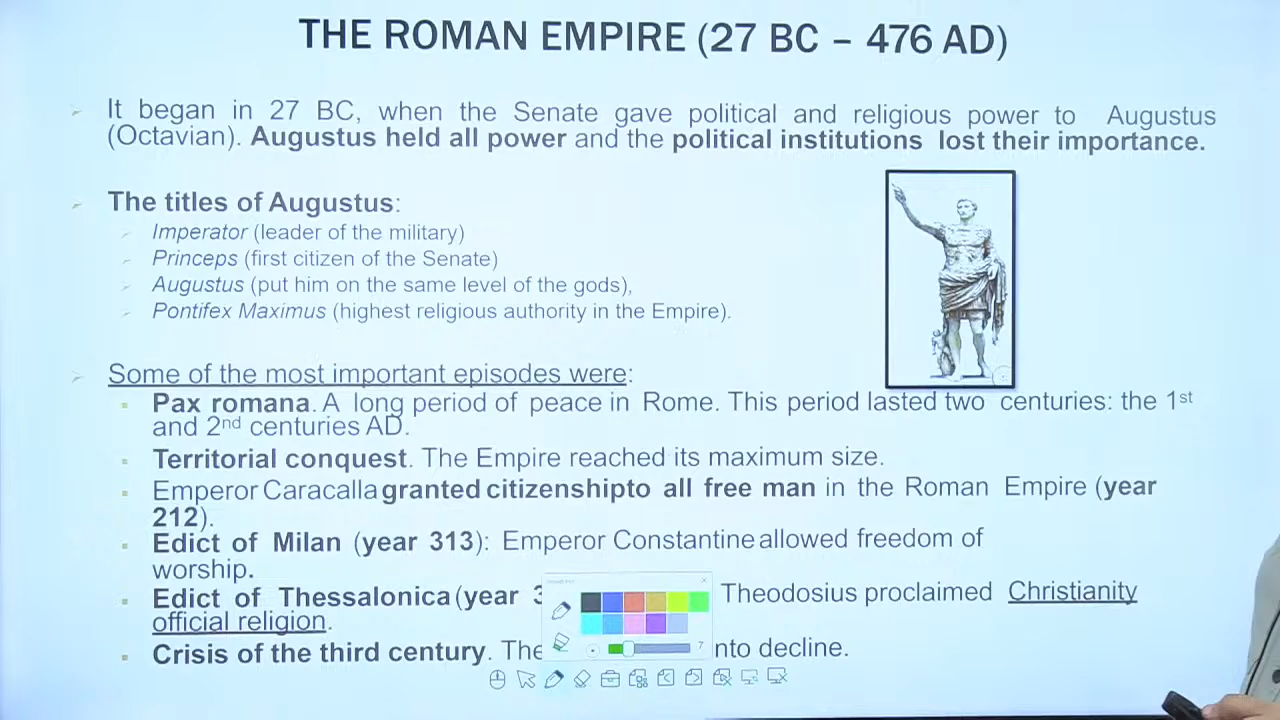 THE ROMAN EMPIRE (27 BC – 476 AD)
It began in 27 BC, when the Senate gave political and religious power to Augustus
(Octavian). Augustus held all power and the political institutions lost their importance.
The titles of Augustus:
Imperator (leader of the military)
Princeps (first citizen of the Senate)
Augustus (put him on the same level of the gods),
Pontifex Maximus (highest religious authority in the Empire).
Some of the most important episodes were:
Pax romana. A long period of peace in Rome. This period lasted two centuries: the 1st
and 2nd centuries AD.
Territorial conquest. The Empire reached its maximum size.
Emperor Caracalla granted citizenshipto all free man in the Roman Empire (year
212).
Edict of Milan (year 313): Emperor Constantine allowed freedom of
worship.
Edict of Thessalonica (year 3 Theodosius proclaimed Christianity
official religion.
Crisis of the third century. The nto decline.
7